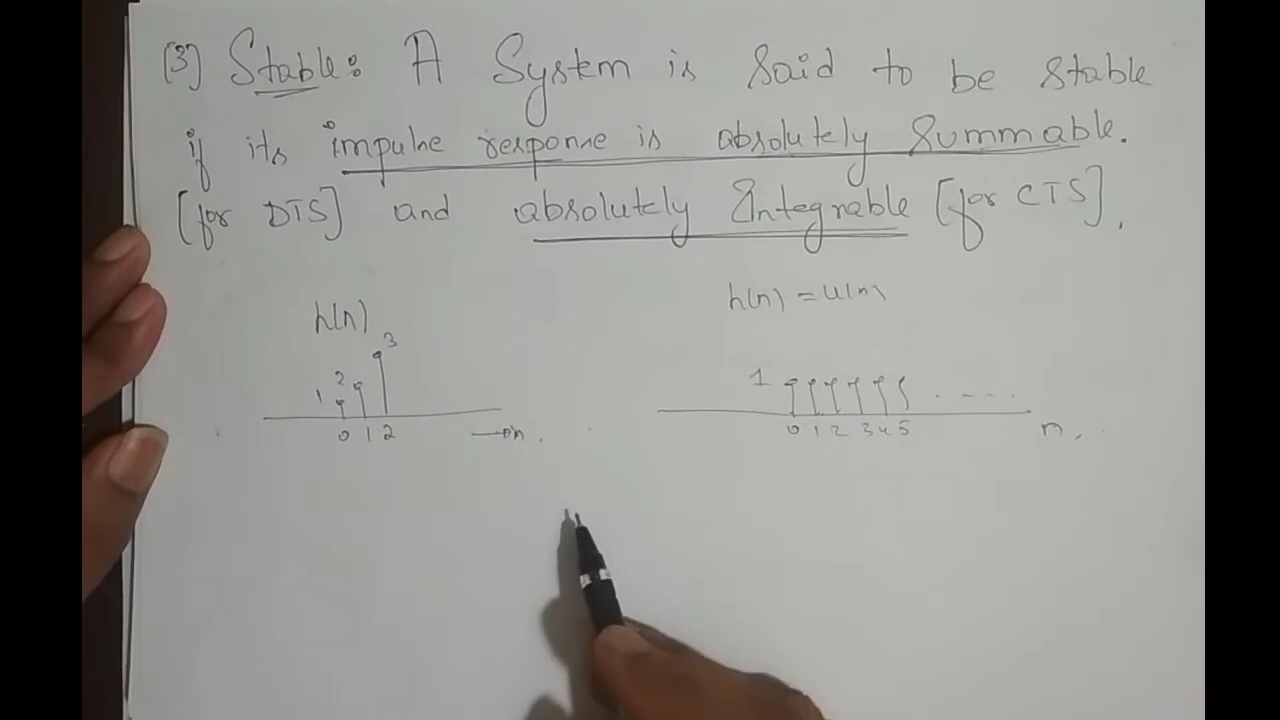 (3) Stable: A System is Said to be Stable
if its impulse response is absolutely Summable.
[for DTS] and absolutely Integrable [for CTS].
h(n)
1 2 3
0 1 2 →n.
h(n) = u(n)
1 ....
0 1 2 3 4 5 n.